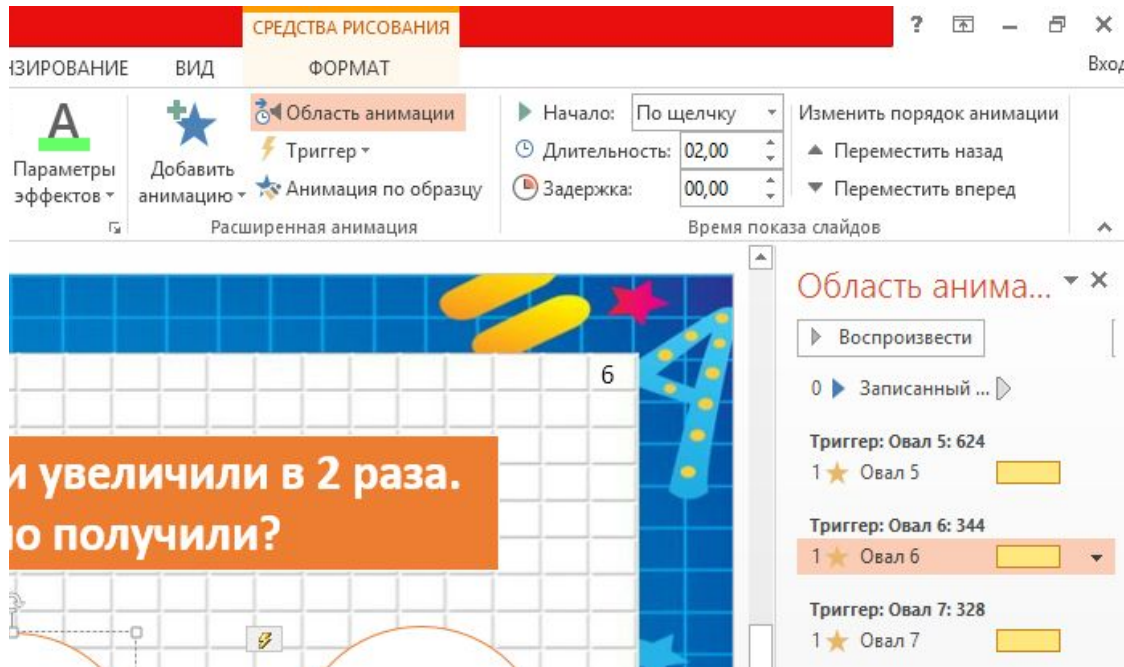 СРЕДСТВА РИСОВАНИЯ
?
НЗИРОВАНИЕ ВИД ФОРМАТ
Вход
А
Параметры эффектов
Добавить анимацию
Область анимации
Триггер
Анимация по образцу
Расширенная анимация
Начало: По щелчку
Длительность: 02,00
Задержка: 00,00
Изменить порядок анимации
Переместить назад
Переместить вперед
Время показа слайдов
6
и увеличили в 2 раза.
ло получили?
Область анима...
Воспроизвести
0 Записанный ...
Триггер: Овал 5: 624
1 Овал 5
Триггер: Овал 6: 344
1 Овал 6
Триггер: Овал 7: 328
1 Овал 7